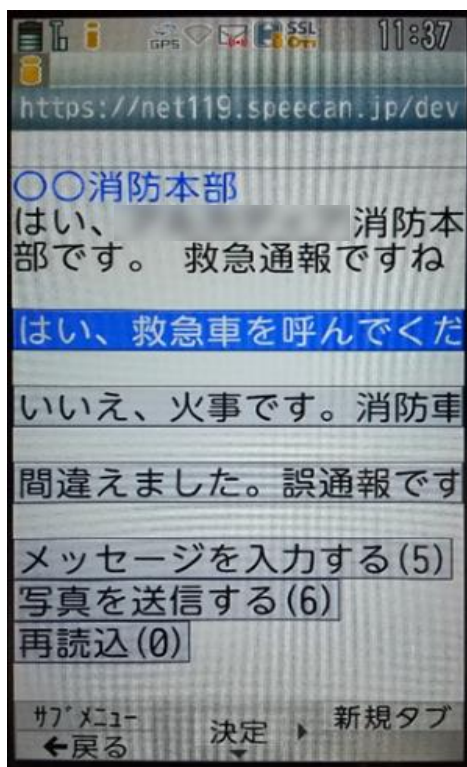 GPS SSL 11:37
https://net119.speecan.jp/dev
〇〇消防本部
はい、 消防本
部です。 救急通報ですね
はい、救急車を呼んでくだ
いいえ、火事です。消防車
間違えました。誤通報です
メッセージを入力する(5)
写真を送信する(6)
再読込(0)
サブメニュー 決定 新規タブ
←戻る